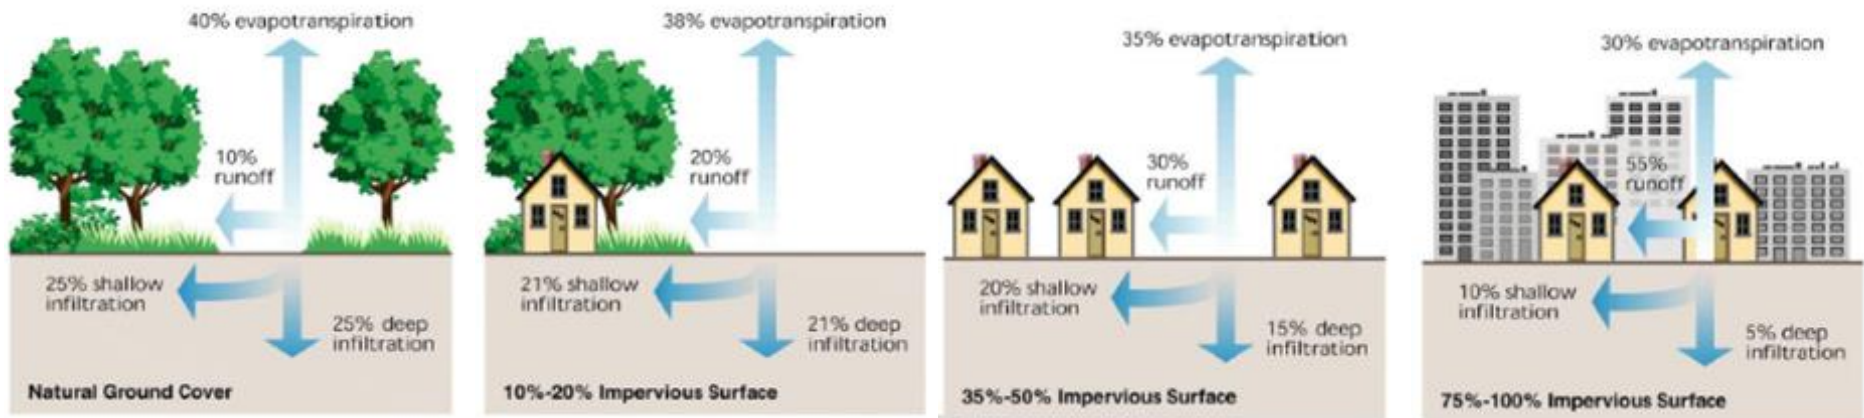 40% evapotranspiration
10%
runoff
25% shallow
infiltration
25% deep
infiltration
Natural Ground Cover
38% evapotranspiration
20%
runoff
21% shallow
infiltration
21% deep
infiltration
10%-20% Impervious Surface
35% evapotranspiration
30%
runoff
20% shallow
infiltration
15% deep
infiltration
35%-50% Impervious Surface
30% evapotranspiration
55%
runoff
10% shallow
infiltration
5% deep
infiltration
75%-100% Impervious Surface